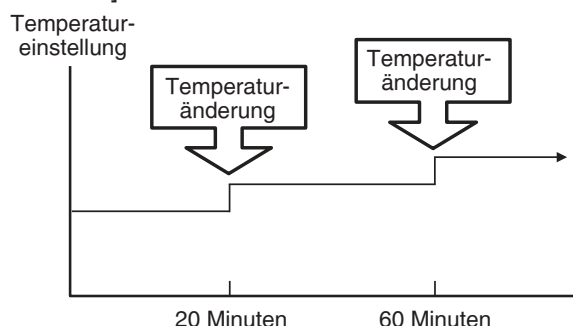 Temperatur-
einstellung
Temperatur-
änderung
Temperatur-
änderung
20 Minuten
60 Minuten